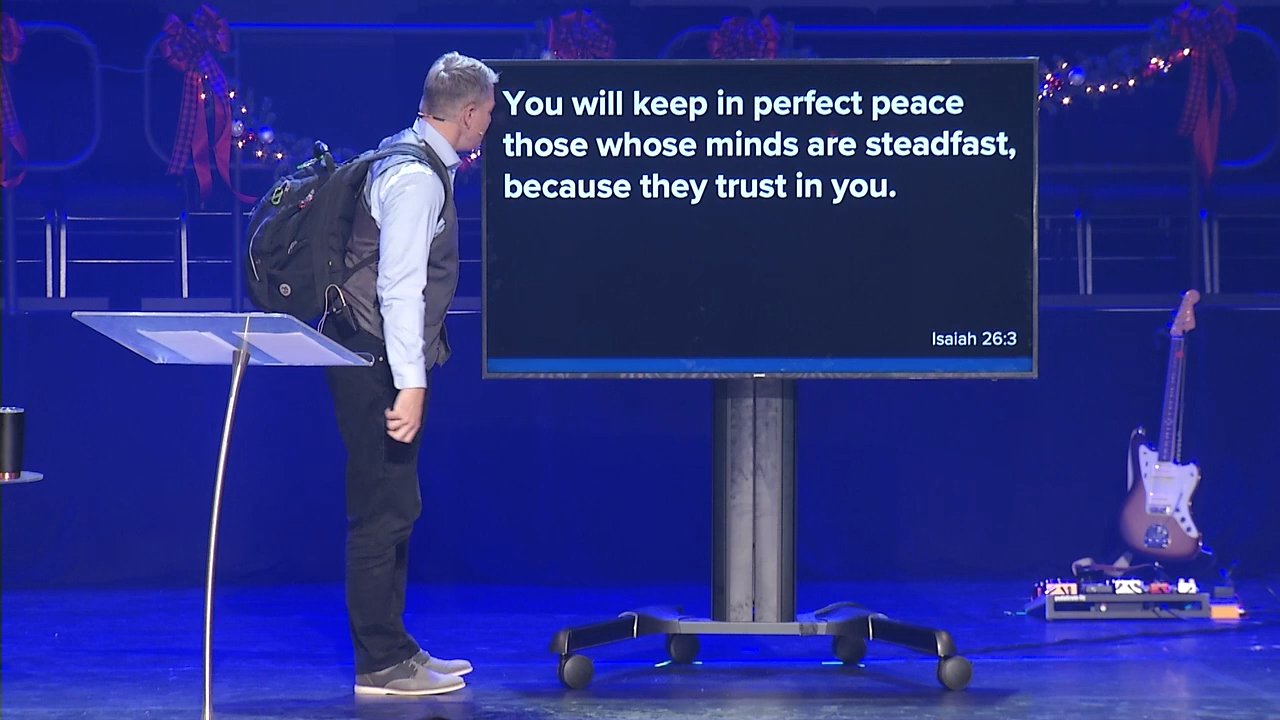 You will keep in perfect peace
those whose minds are steadfast,
because they trust in you.
Isaiah 26:3